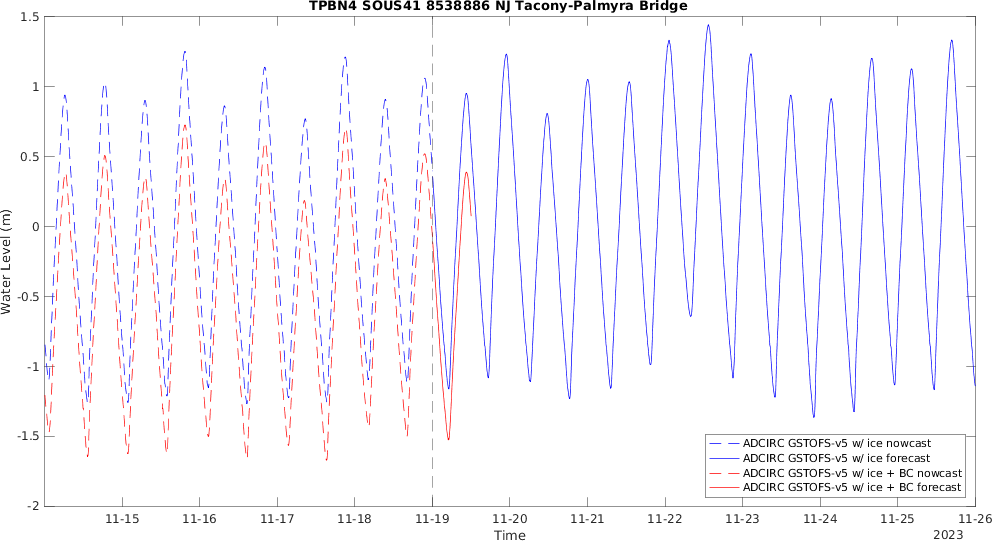 TPBN4 SOUS41 8538886 NJ Tacony-Palmyra Bridge
1.5
1
0.5
0
-0.5
-1
-1.5
-2
Water Level (m)
11-15 11-16 11-17 11-18 11-19 11-20 11-21 11-22 11-23 11-24 11-25 11-26
Time
2023
ADCIRC GSTOFS-v5 w/ ice nowcast
ADCIRC GSTOFS-v5 w/ ice forecast
ADCIRC GSTOFS-v5 w/ ice + BC nowcast
ADCIRC GSTOFS-v5 w/ ice + BC forecast